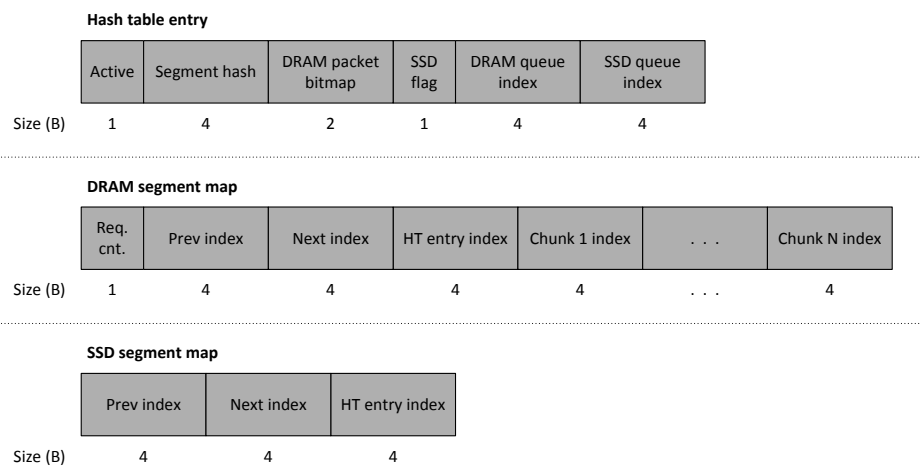 Hash table entry
Active Segment hash DRAM packet bitmap SSD flag DRAM queue index SSD queue index
Size (B) 1 4 2 1 4 4
DRAM segment map
Req. cnt. Prev index Next index HT entry index Chunk 1 index . . . Chunk N index
Size (B) 1 4 4 4 4 . . . 4
SSD segment map
Prev index Next index HT entry index
Size (B) 4 4 4